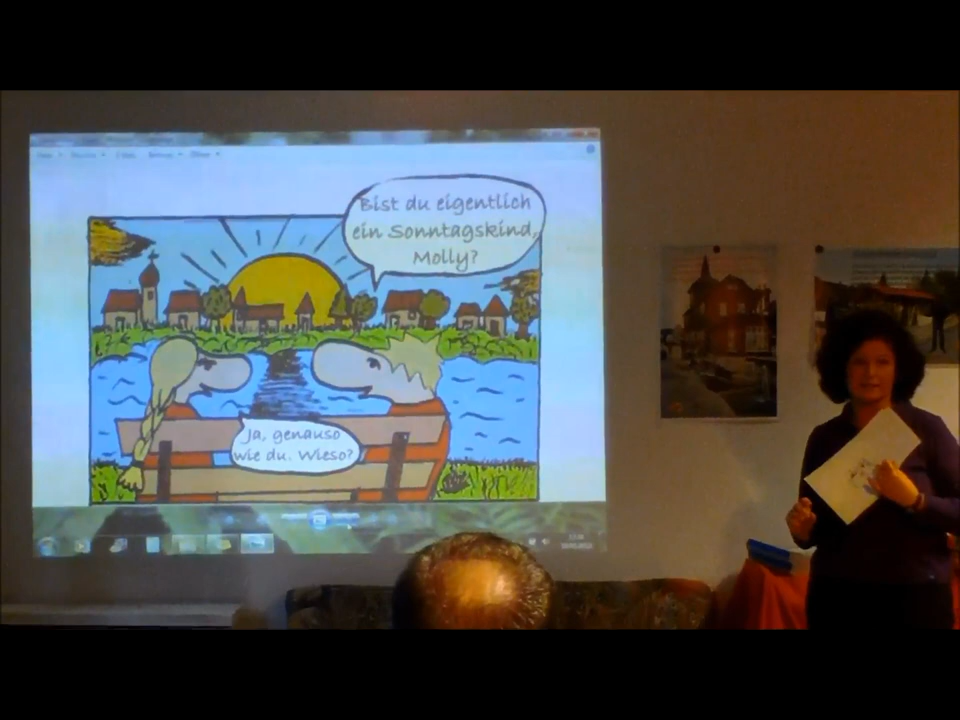 Bist du eigentlich
ein Sonntagskind,
Molly?
Ja, genauso
wie du. Wieso?